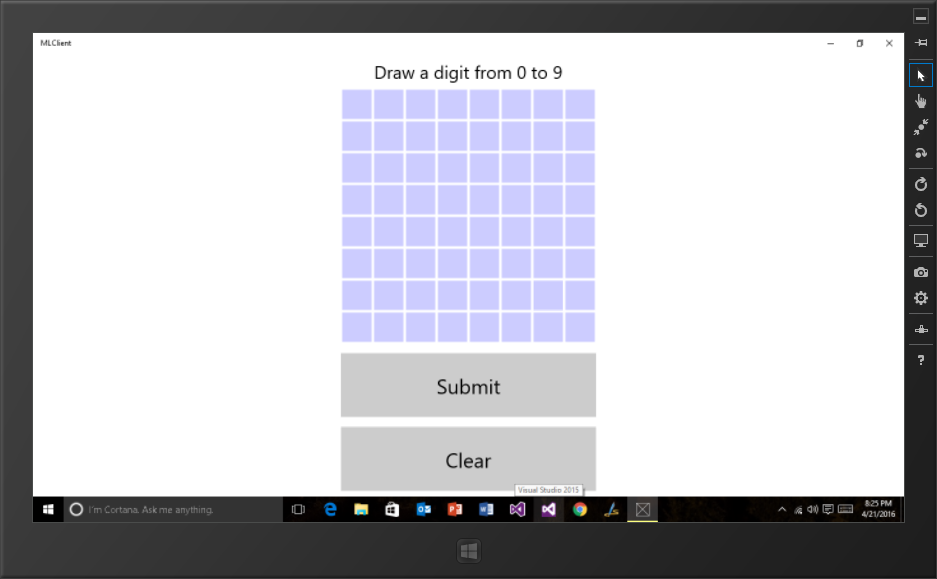 MLClient
Draw a digit from 0 to 9
Submit
Clear
Visual Studio 2015
I'm Cortana. Ask me anything.
8:25 PM
4/21/2016